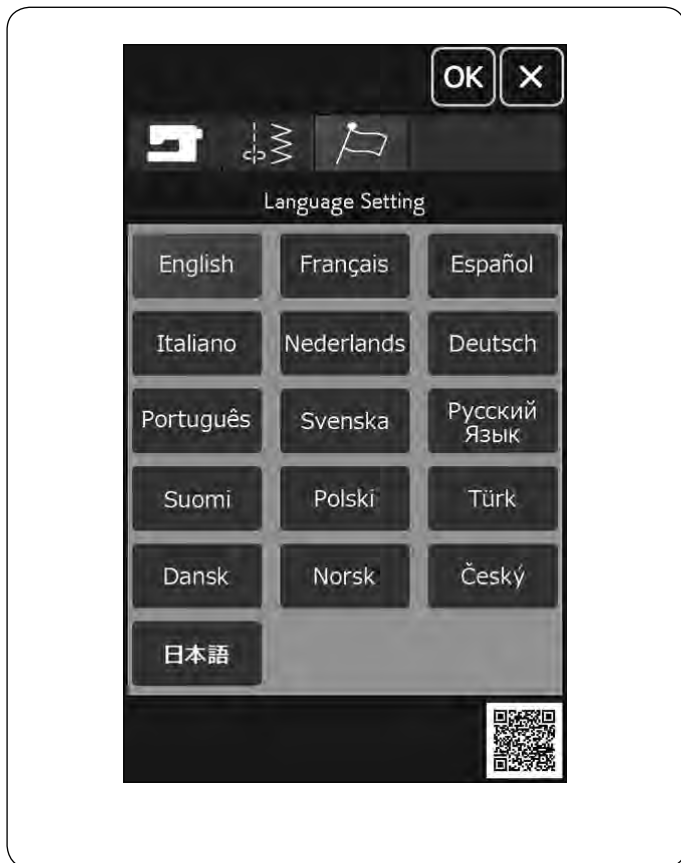 OK ×
Language Setting
English Français Español
Italiano Nederlands Deutsch
Português Svenska Русский
Язык
Suomi Polski Türk
Dansk Norsk Český
日本語